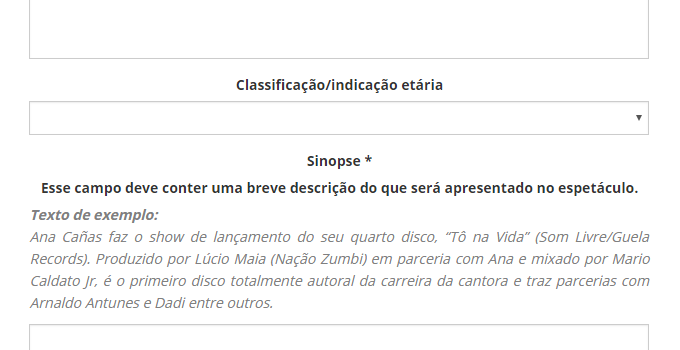 Classificação/indicação etária
Sinopse *
Esse campo deve conter uma breve descrição do que será apresentado no espetáculo.
Texto de exemplo:
Ana Cañas faz o show de lançamento do seu quarto disco, “Tô na Vida” (Som Livre/Guela
Records). Produzido por Lúcio Maia (Nação Zumbi) em parceria com Ana e mixado por Mario
Caldato Jr, é o primeiro disco totalmente autoral da carreira da cantora e traz parcerias com
Arnaldo Antunes e Dadi entre outros.